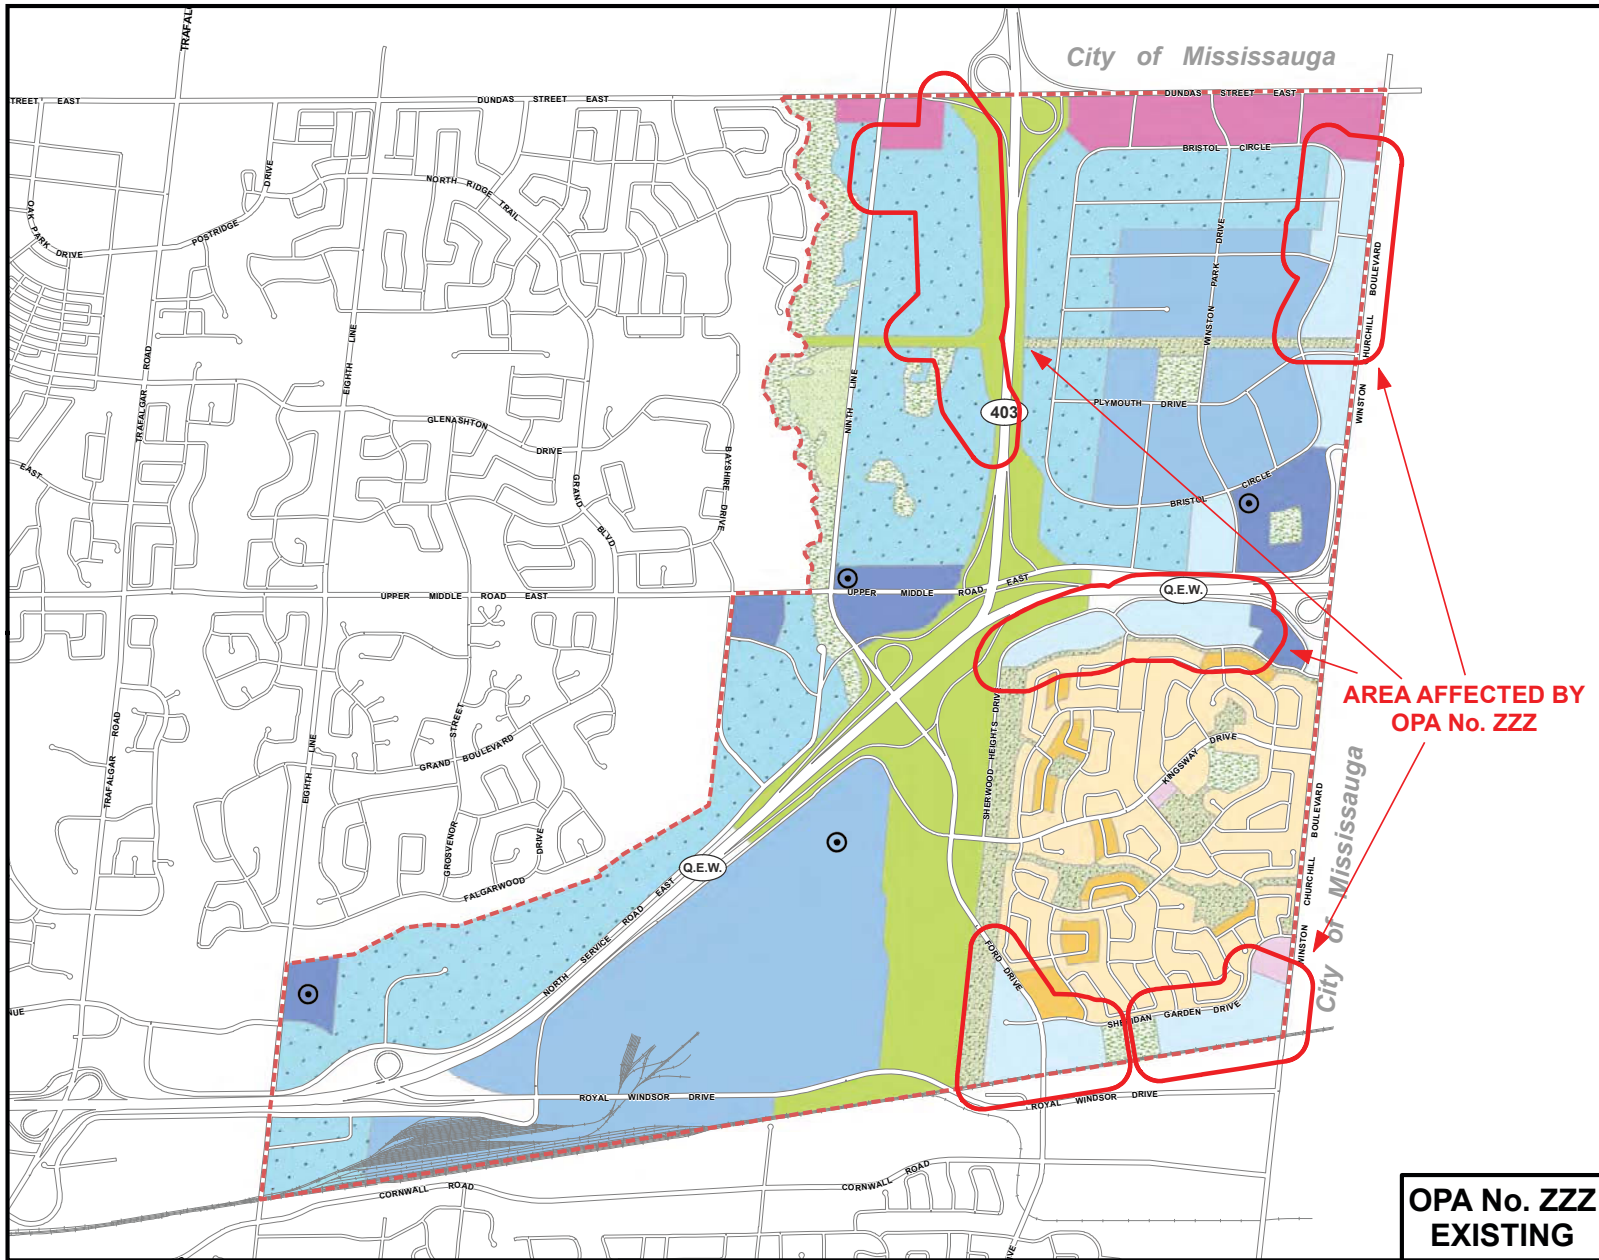 TRAFAL
City of Mississauga
TREET EAST
DUNDAS STREET EAST
DUNDAS STREET EAST
BRISTOL CIRCLE
DRIVE
NORTH RIDGE TRAIL
OAK PARK DRIVE
POSTRIDGE
WINSTON PARK DRIVE
HURCHILL BOULEVARD
WINSTON
EIGHTH LINE
TRAFALGAR ROAD
NINTH LINE
403
PLYMOUTH DRIVE
GLENASHTON DRIVE
EAST
GRAND BLVD
BAYSHIRE DRIVE
BRISTOL CIRCLE
UPPER MIDDLE ROAD EAST
UPPER MIDDLE ROAD EAST
Q.E.W.
AREA AFFECTED BY
OPA No. ZZZ
SHERWOOD HEIGHTS DRIV
KINGSWAY DRIVE
TRAFALGAR ROAD
EIGHTH LINE
GRAND BOULEVARD
GROSVENOR STREET
FALGARWOOD DRIVE
Q.E.W.
NORTH SERVICE ROAD EAST
WINSTON CHURCHILL BOULEVARD
City of Mississauga
FORD DRIVE
SHERIDAN GARDEN DRIVE
NUE
ROYAL WINDSOR DRIVE
ROYAL WINDSOR DRIVE
CORNWALL ROAD
CORNWALL ROAD
IVE
OPA No. ZZZ
EXISTING